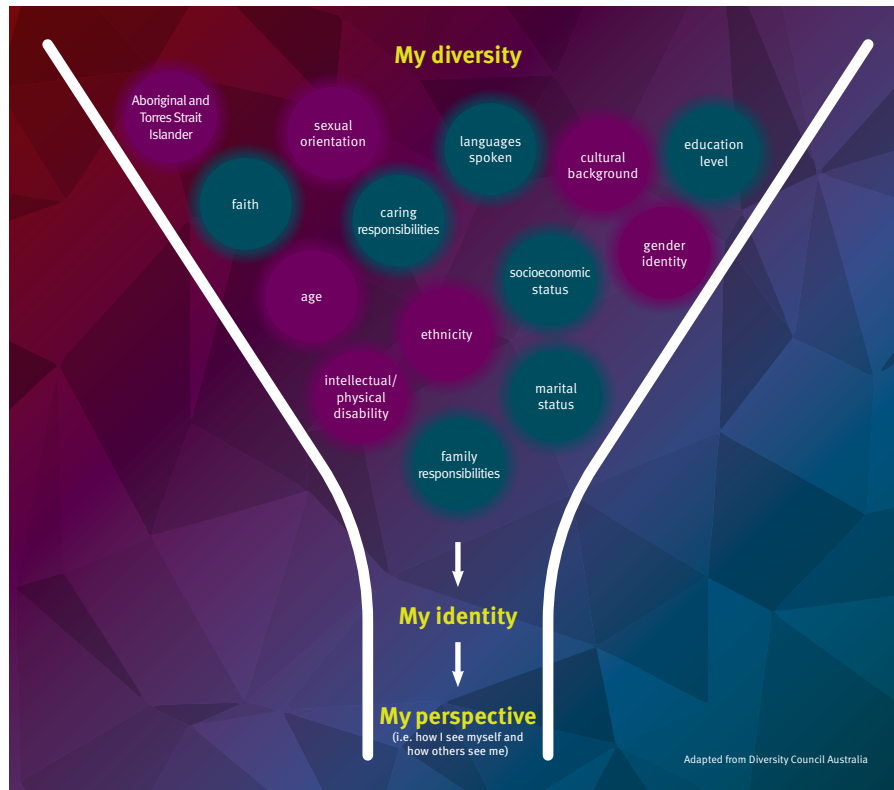 My diversity
Aboriginal and
Torres Strait
Islander
sexual
orientation
languages
spoken
cultural
background
education
level
faith
caring
responsibilities
gender
identity
age
socioeconomic
status
ethnicity
intellectual/
physical
disability
marital
status
family
responsibilities
My identity
My perspective
(i.e. how I see myself and
how others see me)
Adapted from Diversity Council Australia